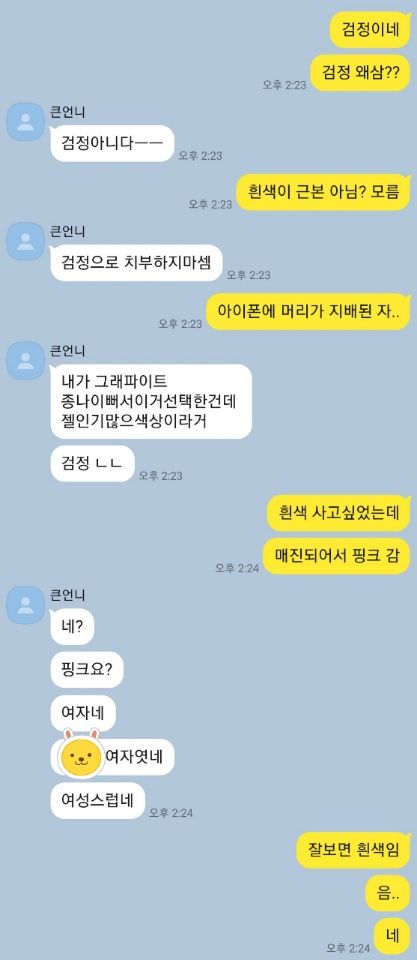 검정이네
검정 왜삼??
오후 2:23
큰언니
검정아니다ㅡㅡ
오후 2:23
흰색이 근본 아님? 모름
오후 2:23
큰언니
검정으로 치부하지마셈
오후 2:23
아이폰에 머리가 지배된 자..
오후 2:23
큰언니
내가 그래파이트
종나이뻐서이거선택한건데
젤인기많으색상이라거
검정 ㄴㄴ
오후 2:23
흰색 사고싶었는데
매진되어서 핑크 감
오후 2:24
큰언니
네?
핑크요?
여자네
여자엿네
여성스럽네
오후 2:24
잘보면 흰색임
음..
네
오후 2:24